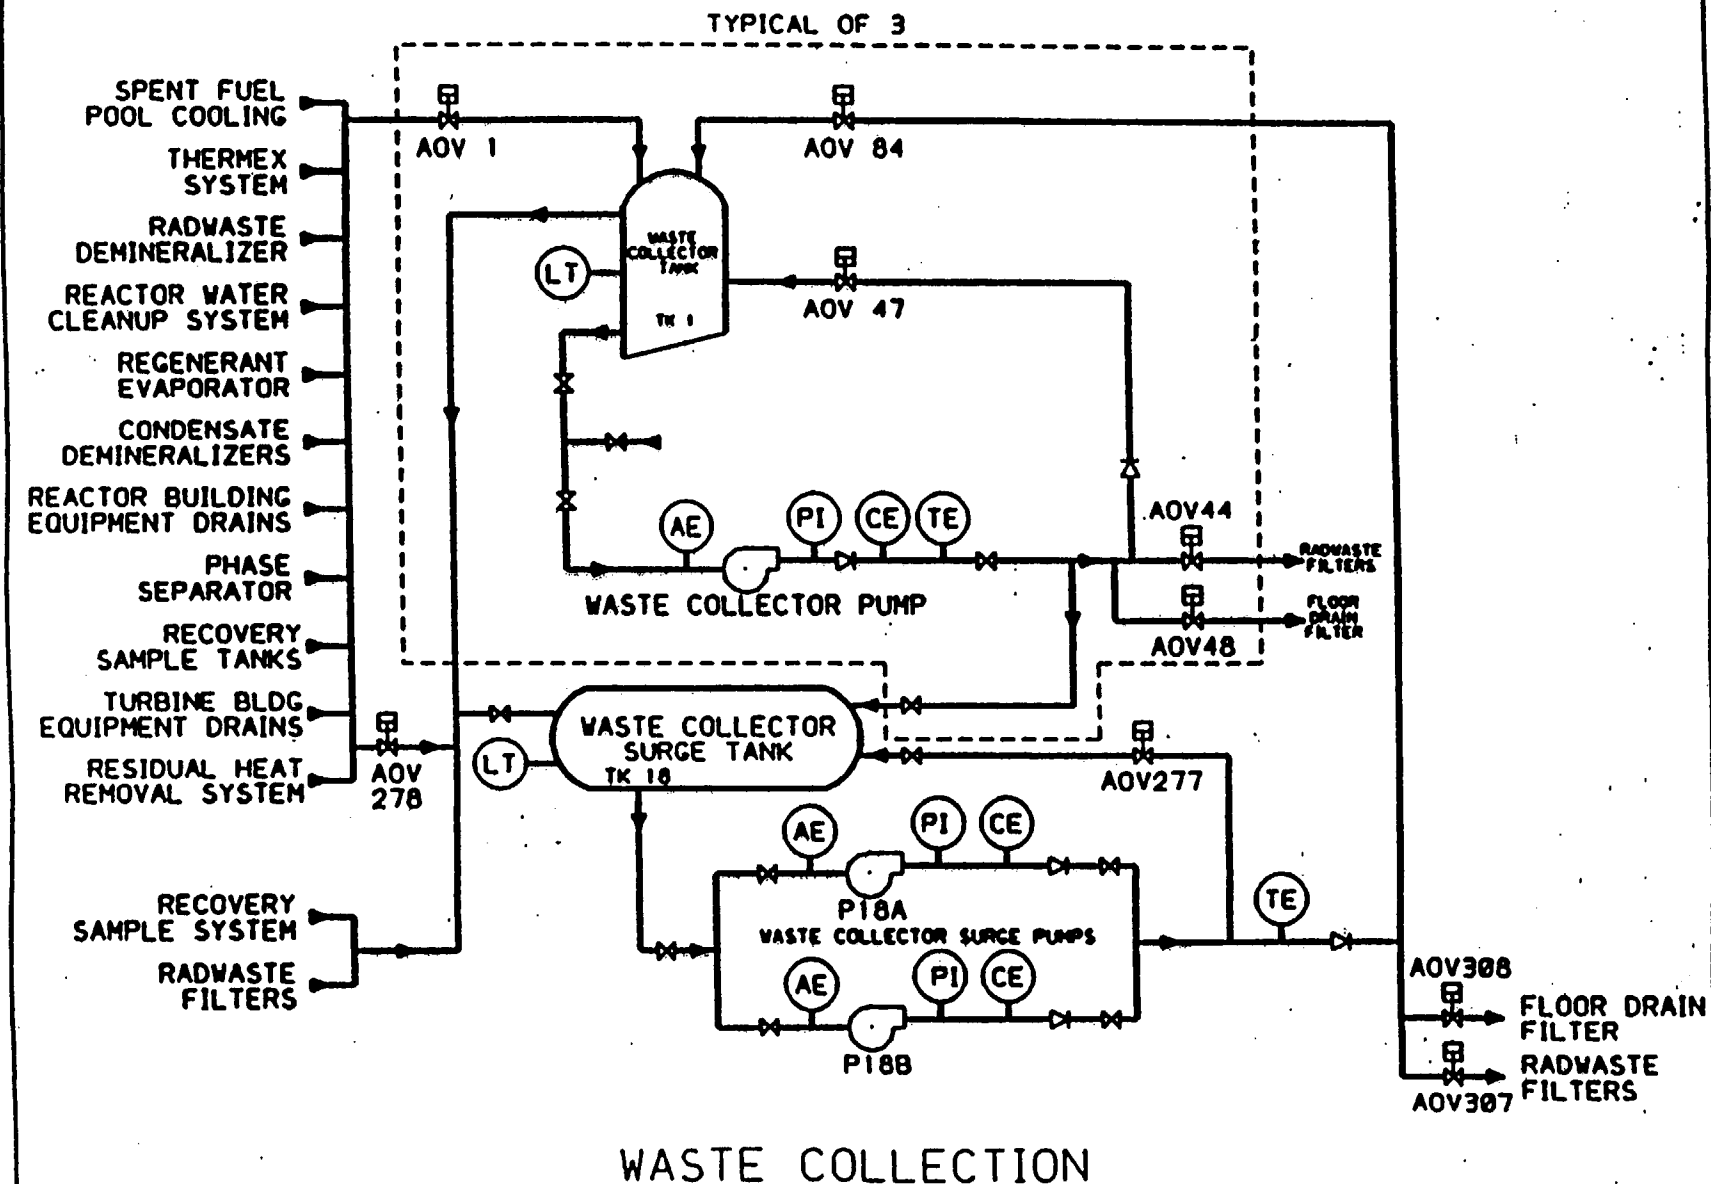 TYPICAL OF 3
SPENT FUEL
POOL COOLING
THERMEX
SYSTEM
RADWASTE
DEMINERALIZER
REACTOR WATER
CLEANUP SYSTEM
REGENERANT
EVAPORATOR
CONDENSATE
DEMINERALIZERS
REACTOR BUILDING
EQUIPMENT DRAINS
PHASE
SEPARATOR
RECOVERY
SAMPLE TANKS
TURBINE BLDG
EQUIPMENT DRAINS
RESIDUAL HEAT
REMOVAL SYSTEM
RECOVERY
SAMPLE SYSTEM
RADWASTE
FILTERS
AOV 1
AOV 84
WASTE
COLLECTOR
TANK
TK 1
LT
AOV 47
AE
PI
CE
TE
WASTE COLLECTOR PUMP
AOV44
RADWASTE
FILTERS
FLOOR
DRAIN
FILTER
AOV48
AOV
278
WASTE COLLECTOR
SURGE TANK
TK 18
LT
AOV277
AE
PI
CE
P18A
WASTE COLLECTOR SURGE PUMPS
AE
PI
CE
P18B
TE
AOV308
FLOOR DRAIN
FILTER
RADWASTE
FILTERS
AOV307
WASTE COLLECTION